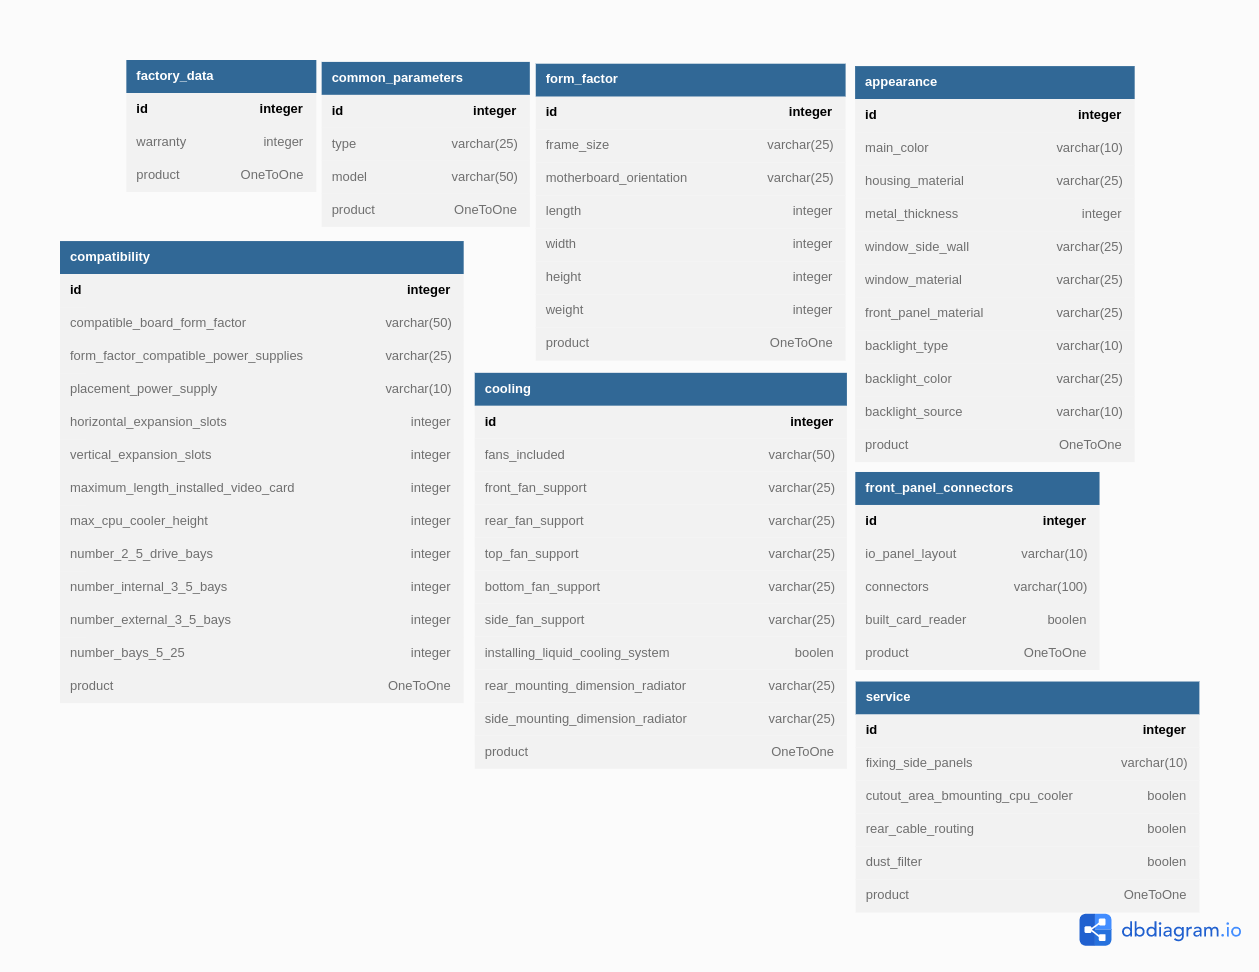 factory_data
id integer
warranty integer
product OneToOne
common_parameters
id integer
type varchar(25)
model varchar(50)
product OneToOne
form_factor
id integer
frame_size varchar(25)
motherboard_orientation varchar(25)
length integer
width integer
height integer
weight integer
product OneToOne
appearance
id integer
main_color varchar(10)
housing_material varchar(25)
metal_thickness integer
window_side_wall varchar(25)
window_material varchar(25)
front_panel_material varchar(25)
backlight_type varchar(10)
backlight_color varchar(25)
backlight_source varchar(10)
product OneToOne
compatibility
id integer
compatible_board_form_factor varchar(50)
form_factor_compatible_power_supplies varchar(25)
placement_power_supply varchar(10)
horizontal_expansion_slots integer
vertical_expansion_slots integer
maximum_length_installed_video_card integer
max_cpu_cooler_height integer
number_2_5_drive_bays integer
number_internal_3_5_bays integer
number_external_3_5_bays integer
number_bays_5_25 integer
product OneToOne
cooling
id integer
fans_included varchar(50)
front_fan_support varchar(25)
rear_fan_support varchar(25)
top_fan_support varchar(25)
bottom_fan_support varchar(25)
side_fan_support varchar(25)
installing_liquid_cooling_system boolen
rear_mounting_dimension_radiator varchar(25)
side_mounting_dimension_radiator varchar(25)
product OneToOne
front_panel_connectors
id integer
io_panel_layout varchar(10)
connectors varchar(100)
built_card_reader boolen
product OneToOne
service
id integer
fixing_side_panels varchar(10)
cutout_area_bmounting_cpu_cooler boolen
rear_cable_routing boolen
dust_filter boolen
product OneToOne
dbdiagram.io